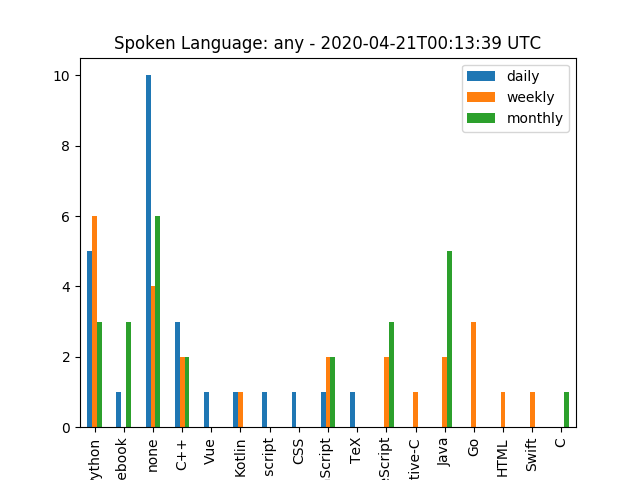 Spoken Language: any - 2020-04-21T00:13:39 UTC
daily
weekly
monthly
10
8
6
4
2
0
ython
ebook
none
C++
Vue
Kotlin
script
CSS
Script
TeX
Script
tive-C
Java
Go
HTML
Swift
C